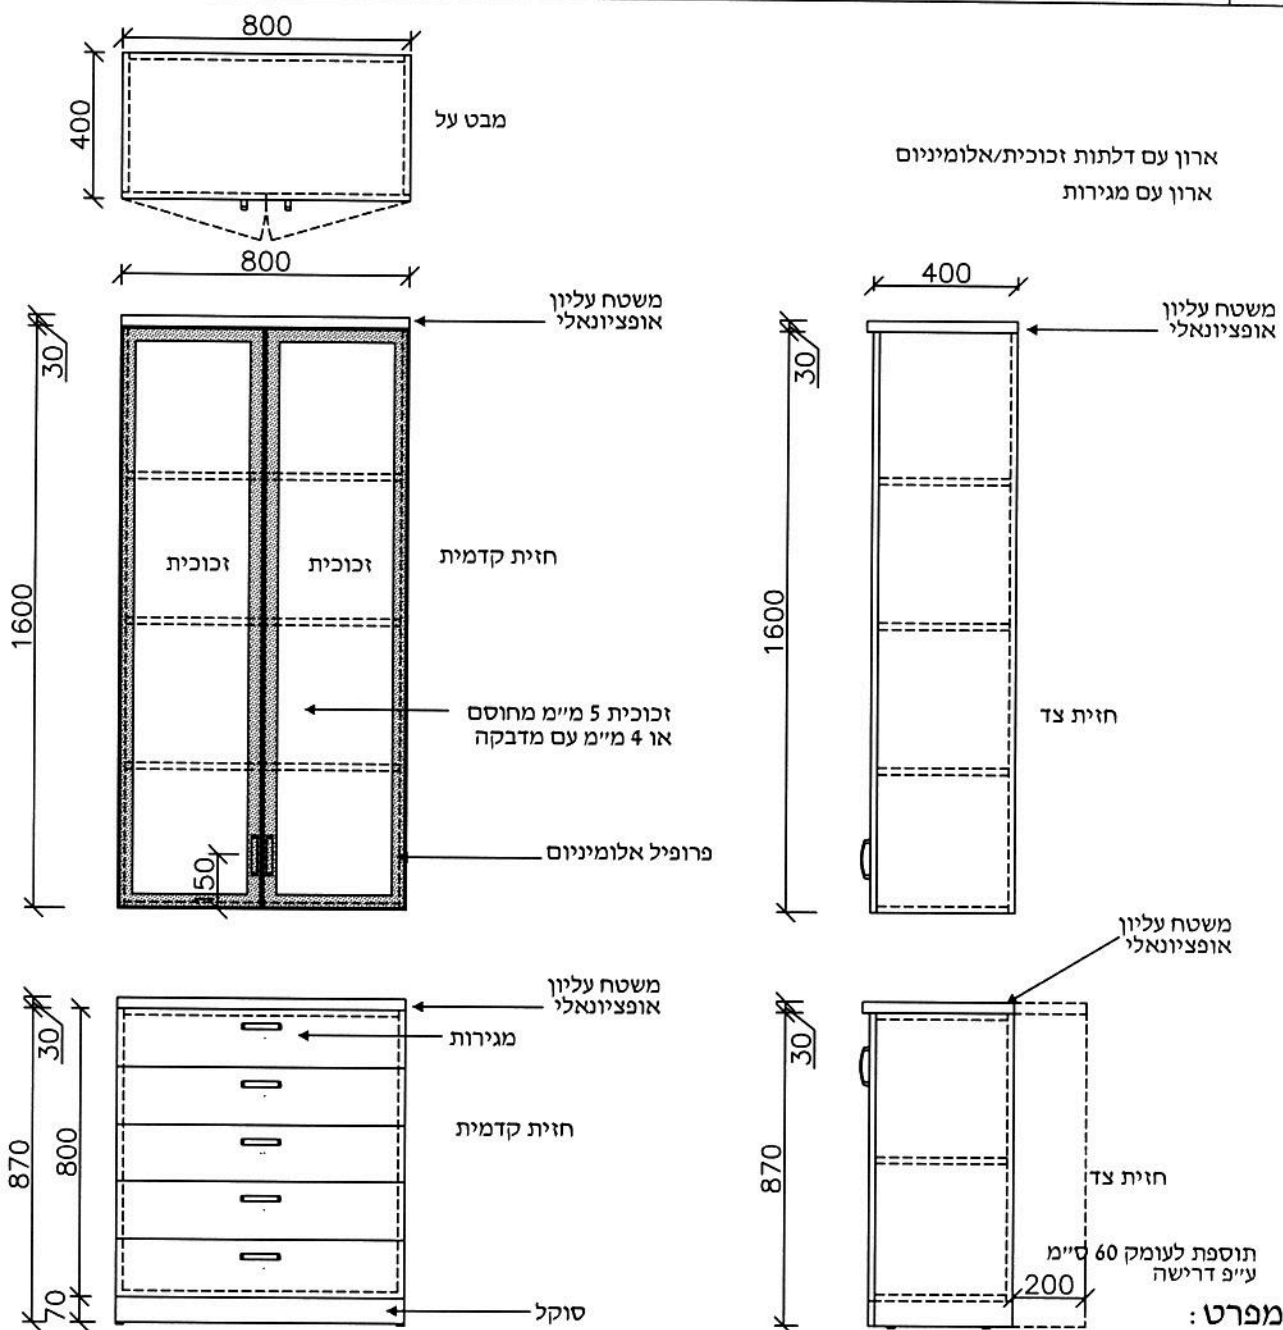 800
400
מבט על
ארון עם דלתות זכוכית/אלומיניום
ארון עם מגירות
800
משטח עליון
אופציונאלי
30
1600
זכוכית
זכוכית
חזית קדמית
זכוכית 5 מ״מ מחוסם
או 4 מ״מ עם מדבקה
פרופיל אלומיניום
150
400
משטח עליון
אופציונאלי
30
1600
חזית צד
משטח עליון
אופציונאלי
מגירות
30
870
800
70
חזית קדמית
סוקל
משטח עליון
אופציונאלי
30
870
חזית צד
תוספת לעומק 60 ס״מ
ע״פ דרישה
200
מפרט :